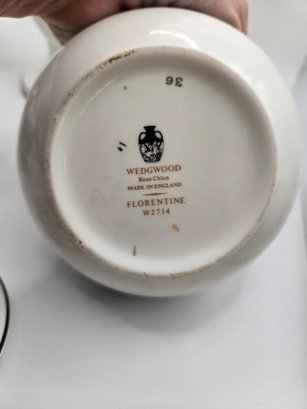 36
WEDGWOOD
Bone China
MADE IN ENGLAND
FLORENTINE
W2714